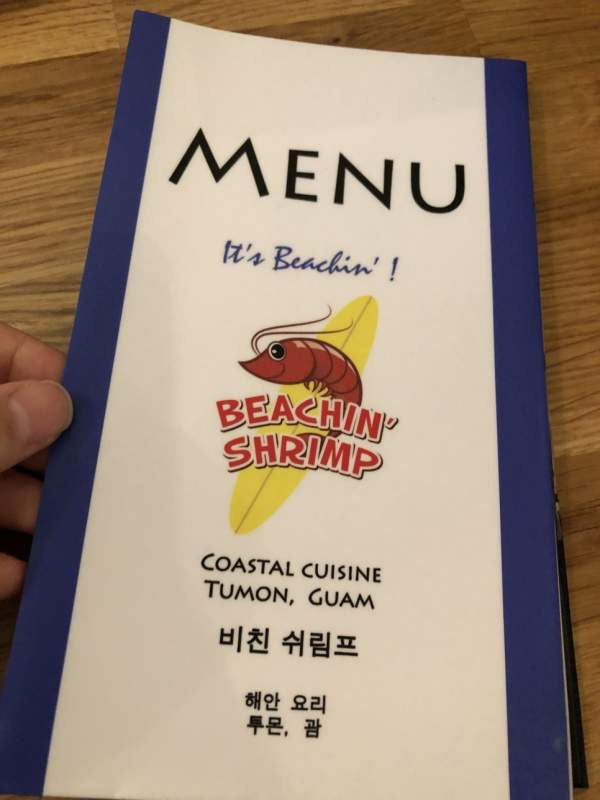 MENU
It's Beachin' !
BEACHIN'
SHRIMP
COASTAL CUISINE
TUMON, GUAM
비친 쉬림프
해안 요리
투몬, 괌